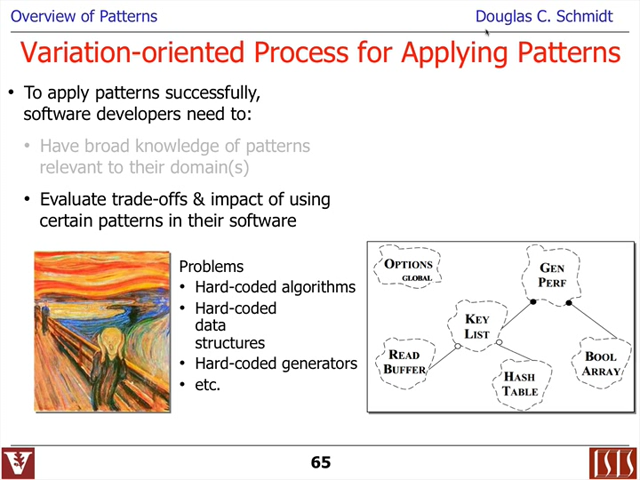 Overview of Patterns
Douglas C. Schmidt
Variation-oriented Process for Applying Patterns
• To apply patterns successfully,
software developers need to:
• Have broad knowledge of patterns
relevant to their domain(s)
• Evaluate trade-offs & impact of using
certain patterns in their software
Problems
• Hard-coded algorithms
• Hard-coded
data
structures
• Hard-coded generators
• etc.
OPTIONS
GLOBAL
GEN
PERF
KEY
LIST
READ
BUFFER
HASH
TABLE
BOOL
ARRAY
65
V
ISIS